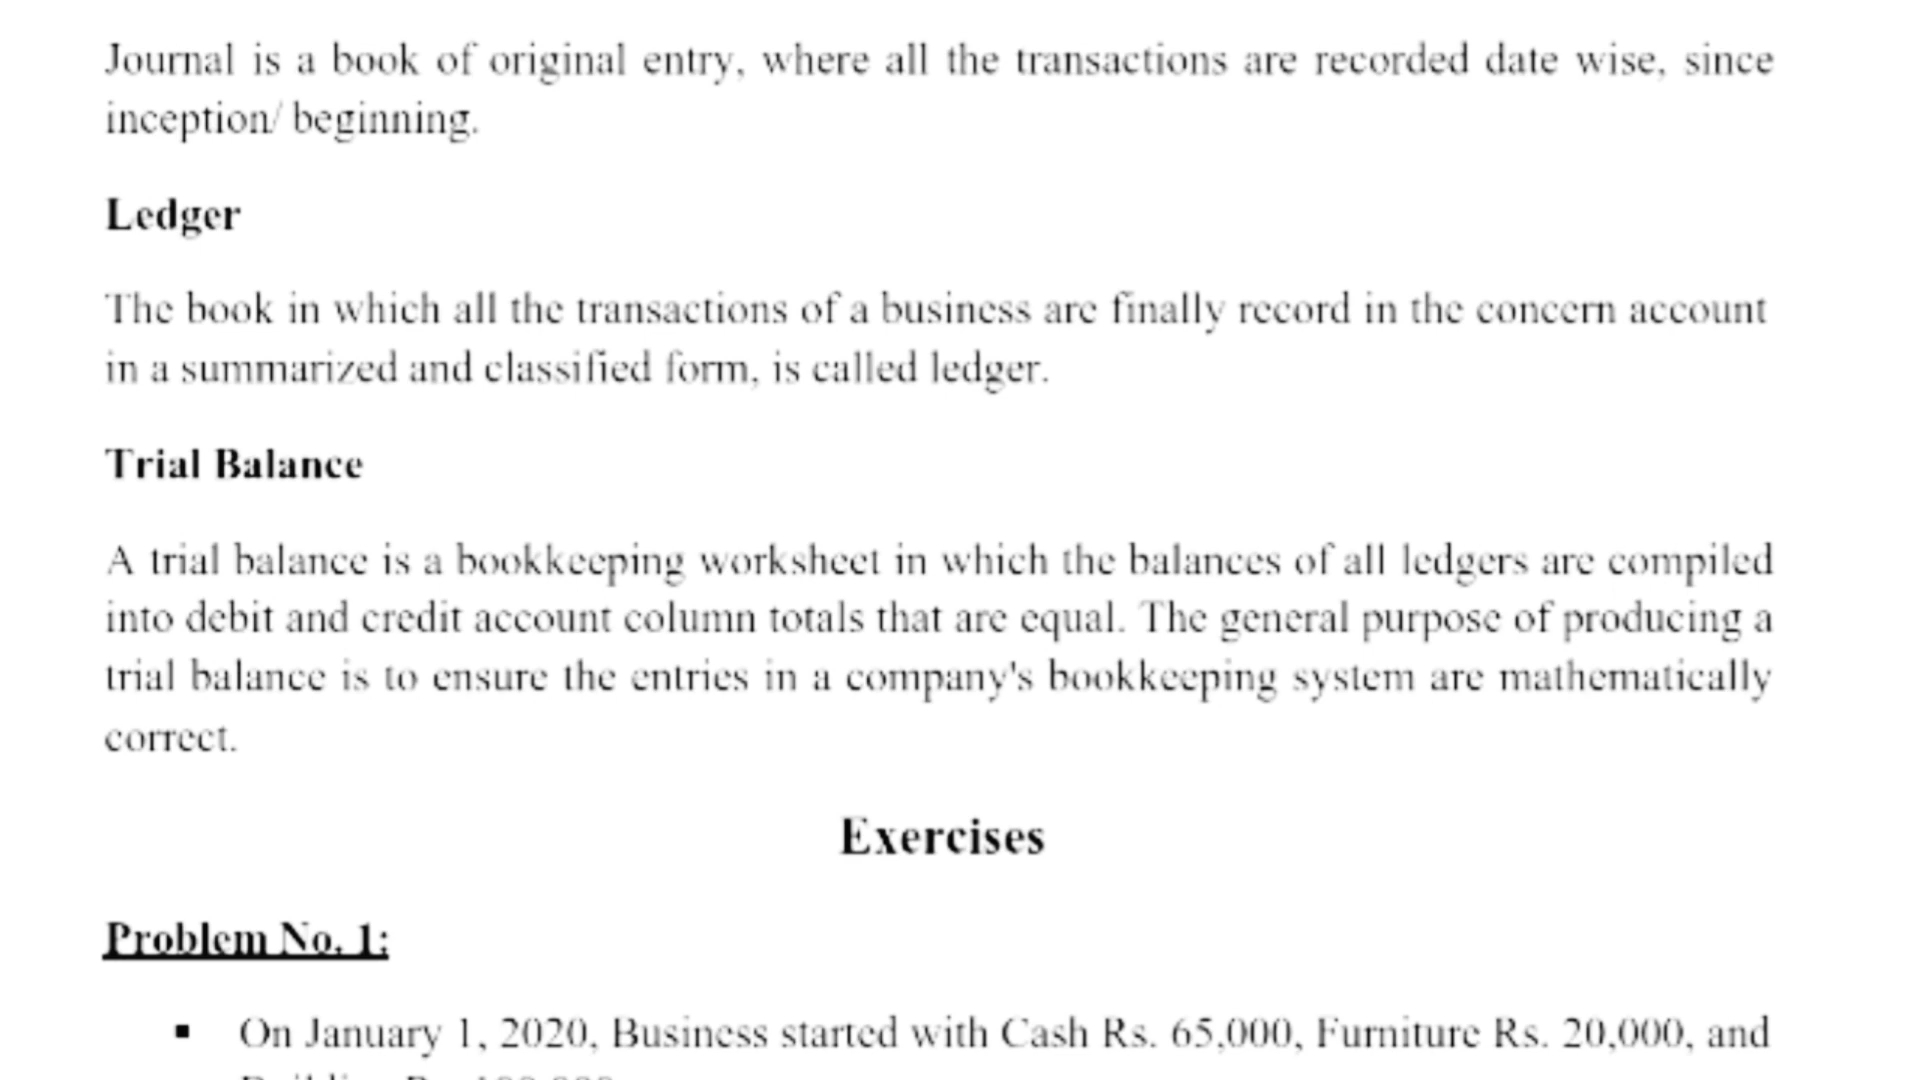 Journal is a book of original entry, where all the transactions are recorded date wise, since
inception/ beginning.
Ledger
The book in which all the transactions of a business are finally record in the concern account
in a summarized and classified form, is called ledger.
Trial Balance
A trial balance is a bookkeeping worksheet in which the balances of all ledgers are compiled
into debit and credit account column totals that are equal. The general purpose of producing a
trial balance is to ensure the entries in a company's bookkeeping system are mathematically
correct.
Exercises
Problem No. 1:
▪ On January 1, 2020, Business started with Cash Rs. 65,000, Furniture Rs. 20,000, and